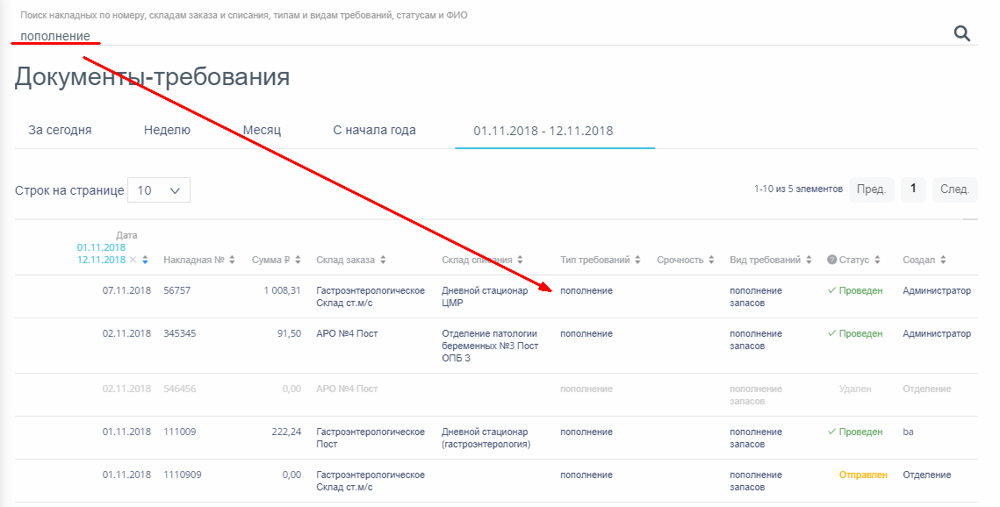 Поиск накладных по номеру, складам заказа и списания, типам и видам требований, статусам и ФИО
пополнение
Документы-требования
За сегодня Неделю Месяц С начала года 01.11.2018 - 12.11.2018
Строк на странице 10 1-10 из 5 элементов Пред. 1 След.
Дата
01.11.2018
12.11.2018 × Накладная № Сумма ₽ Склад заказа Склад списания Тип требований Срочность Вид требований ? Статус Создал
07.11.2018 56757 1 008,31 Гастроэнтерологическое Дневной стационар пополнение пополнение Проведен Администратор
Склад ст.м/с ЦМР запасов
02.11.2018 345345 91,50 АРО №4 Пост Отделение патологии пополнение пополнение Проведен Администратор
беременных №3 Пост запасов
ОПБ 3
02.11.2018 546456 0,00 АРО №4 Пост пополнение пополнение Удален Отделение
запасов
01.11.2018 111009 222,24 Гастроэнтерологическое Дневной стационар пополнение пополнение Проведен ba
Пост (гастроэнтерология) запасов
01.11.2018 1110909 0,00 Гастроэнтерологическое пополнение пополнение Отправлен Отделение
Склад ст.м/с запасов